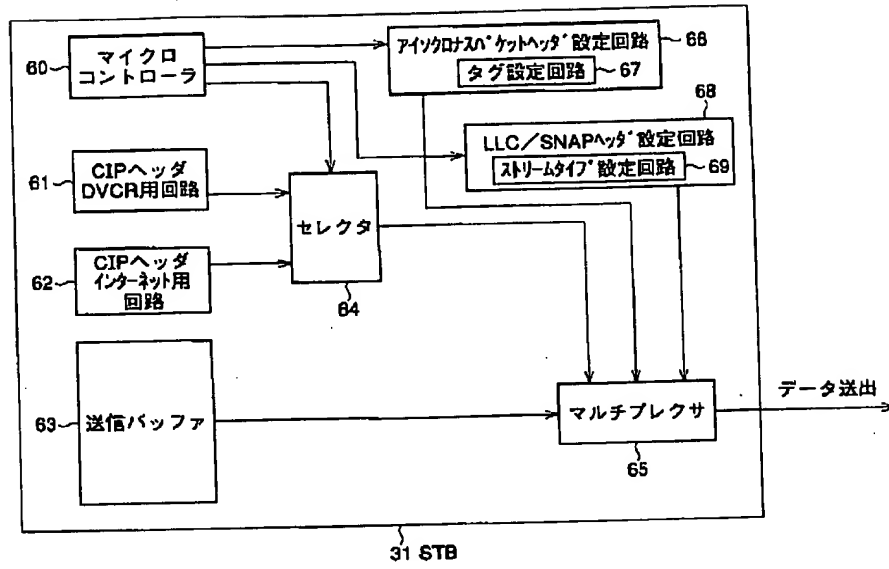 60
マイクロ
コントローラ
アイソクロナスパケットヘッダ設定回路
66
タグ設定回路
67
68
LLC/SNAPヘッダ設定回路
ストリームタイプ設定回路
69
61
CIPヘッダ
DVCR用回路
セレクタ
64
62
CIPヘッダ
インターネット用
回路
63
送信バッファ
マルチプレクサ
65
データ送出
31 STB